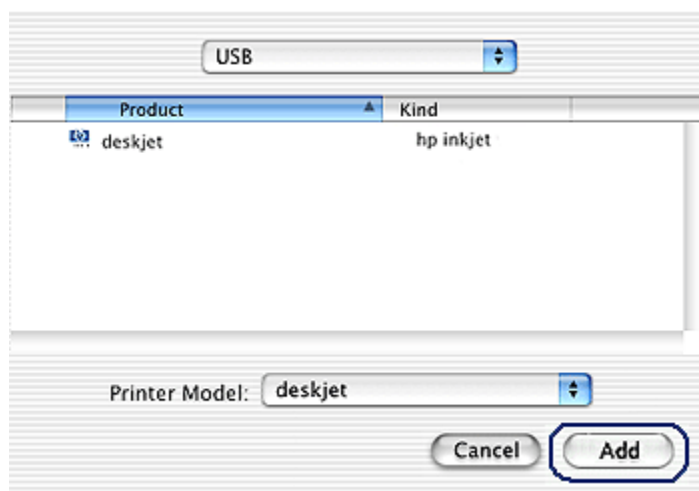 USB
Product Kind
deskjet hp inkjet
Printer Model: deskjet
Cancel Add